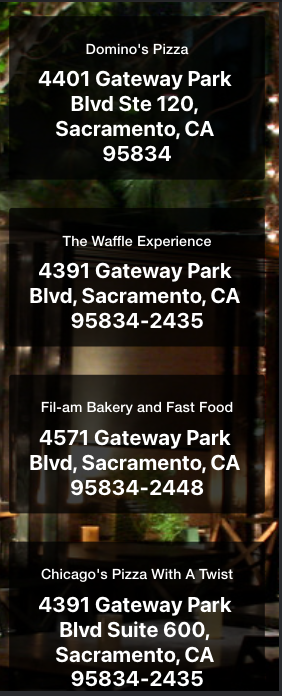 Domino's Pizza
4401 Gateway Park
Blvd Ste 120,
Sacramento, CA
95834
The Waffle Experience
4391 Gateway Park
Blvd, Sacramento, CA
95834-2435
Fil-am Bakery and Fast Food
4571 Gateway Park
Blvd, Sacramento, CA
95834-2448
Chicago's Pizza With A Twist
4391 Gateway Park
Blvd Suite 600,
Sacramento, CA
95834-2435